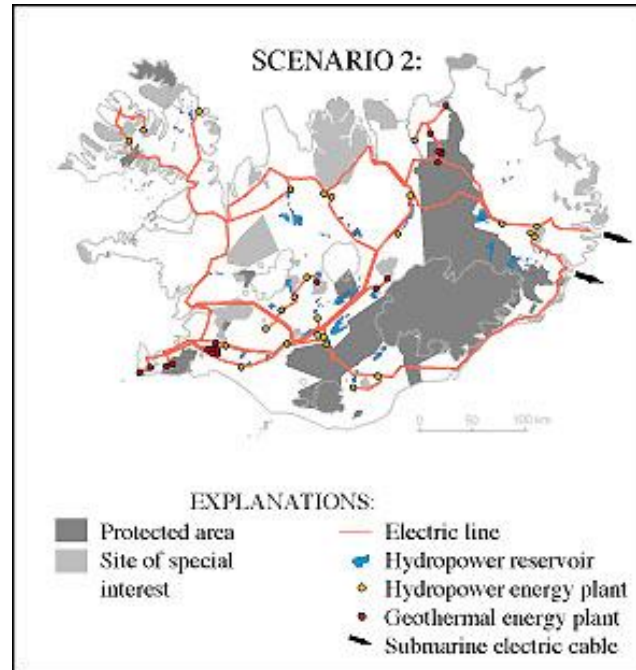 SCENARIO 2:
0 50 100 km
EXPLANATIONS:
Protected area
Site of special
interest
Electric line
Hydropower reservoir
Hydropower energy plant
Geothermal energy plant
Submarine electric cable